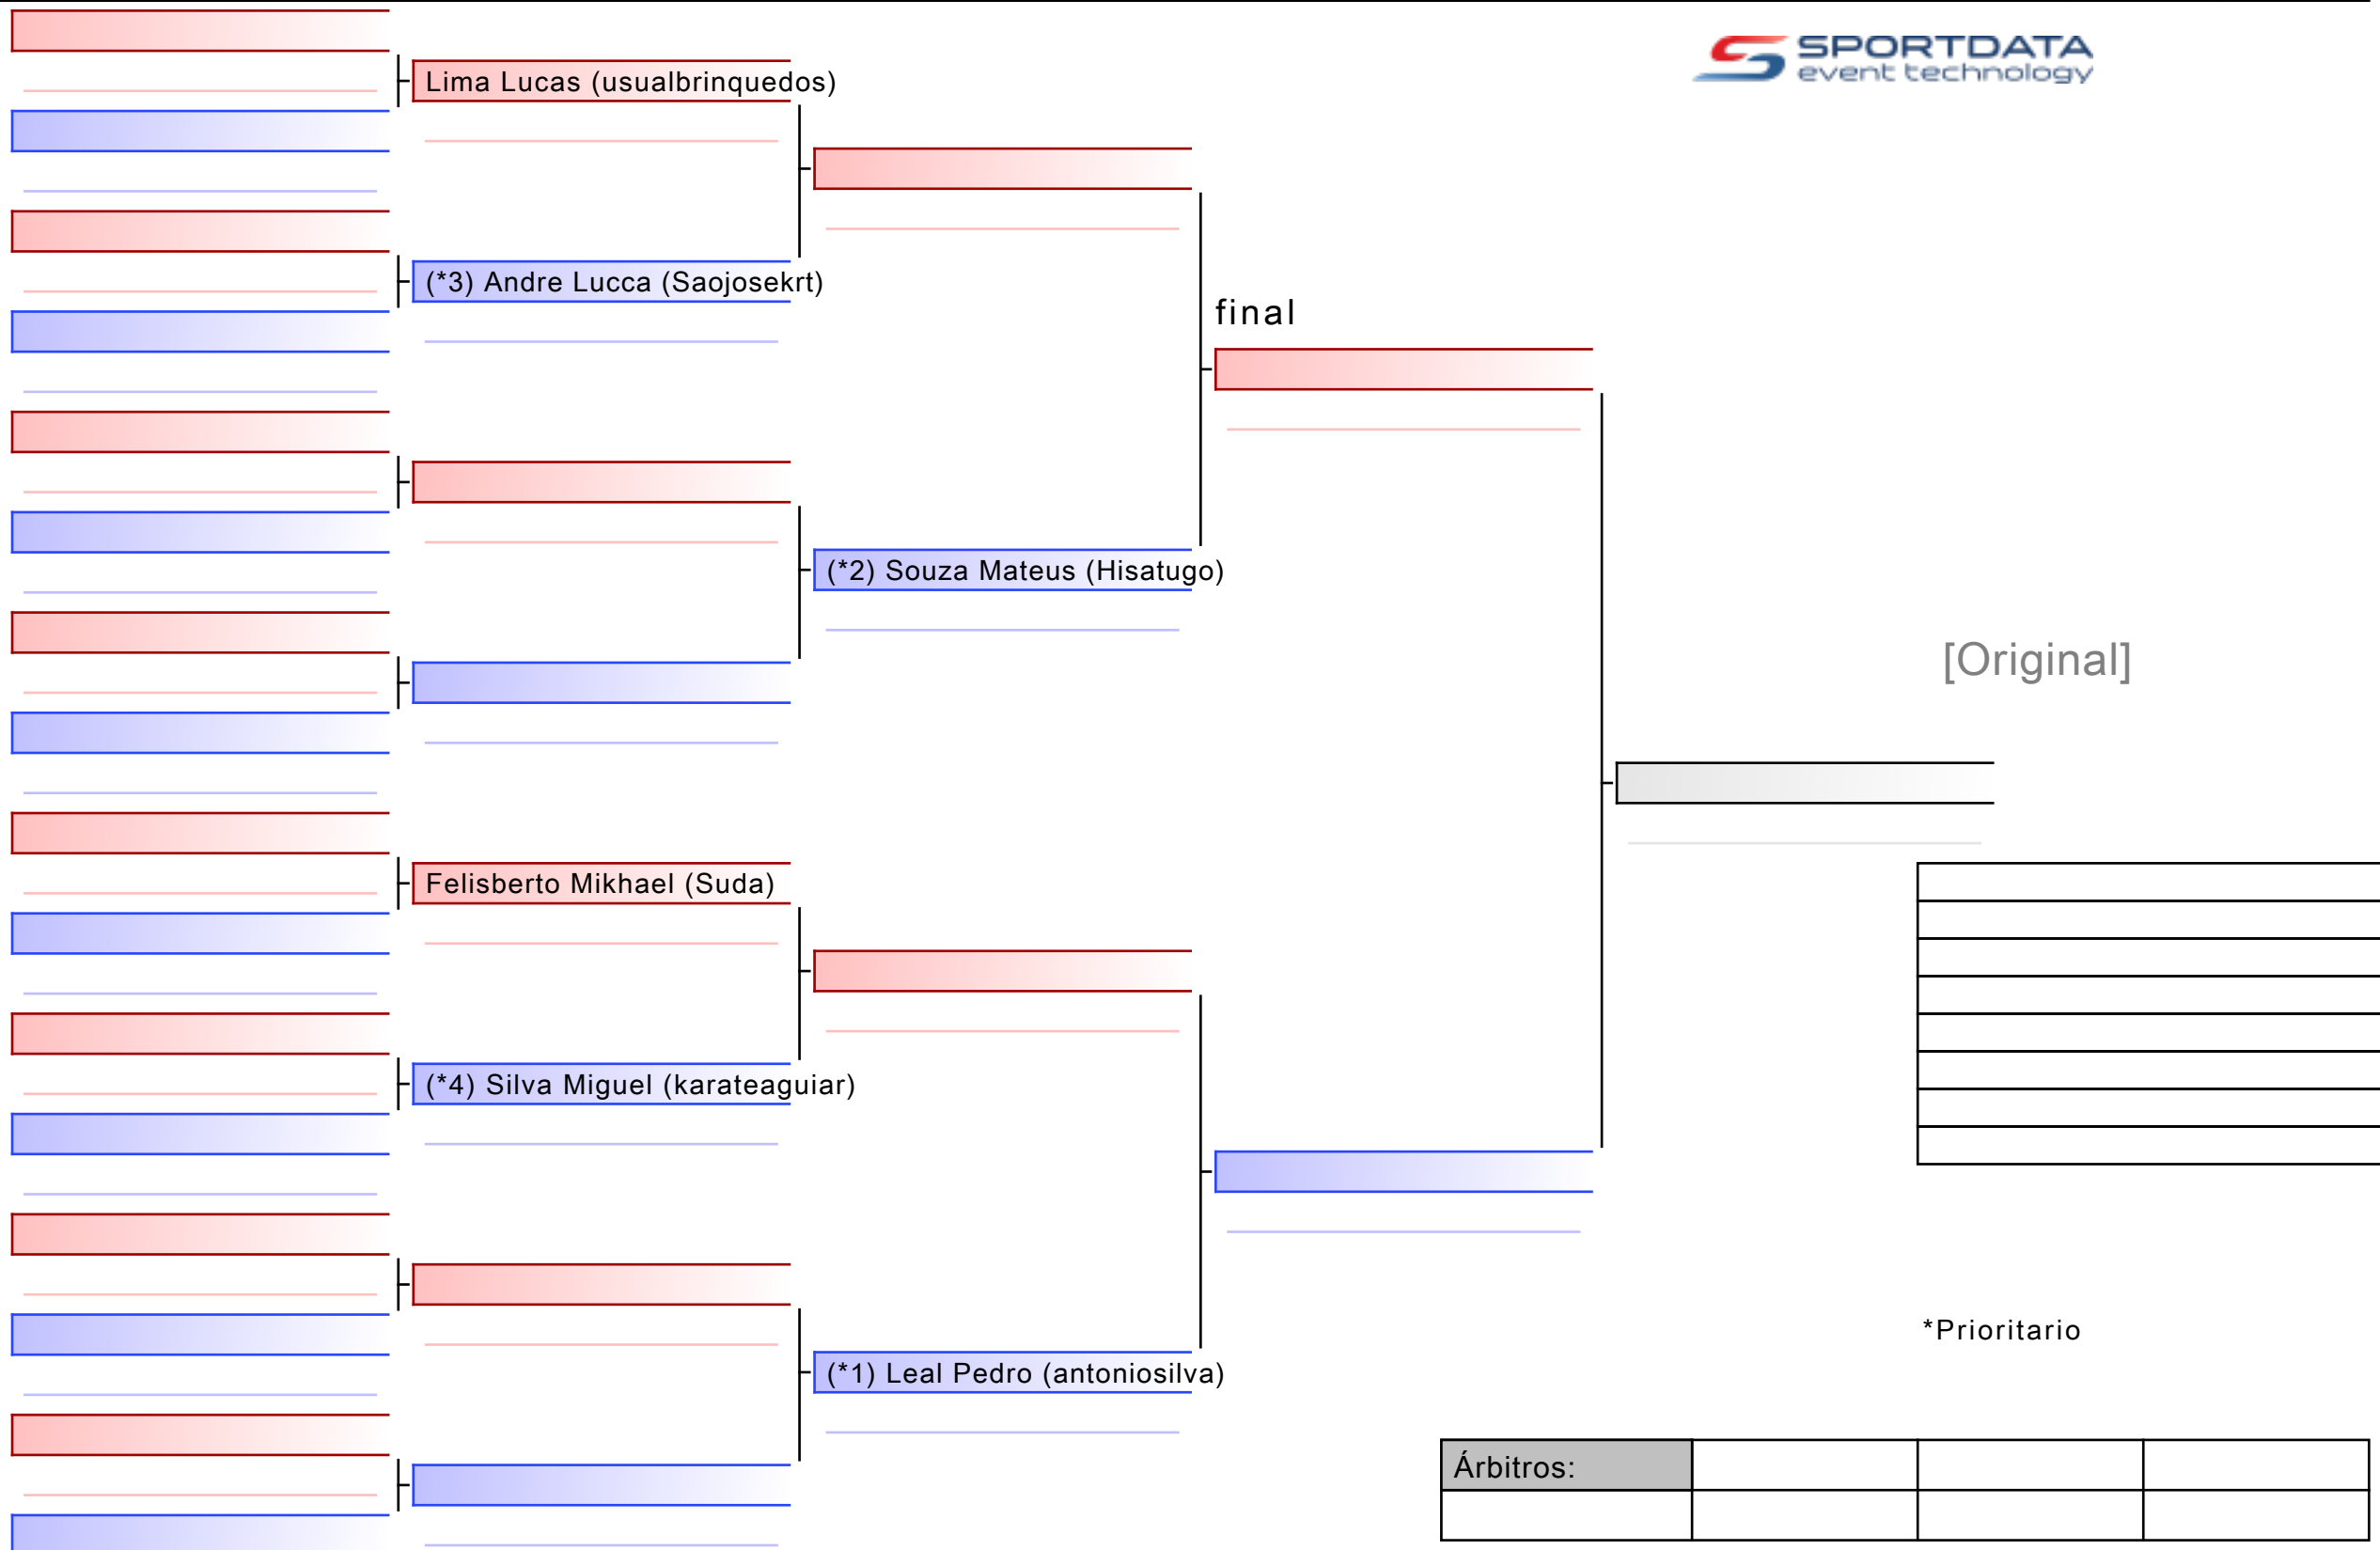 SPORTDATA
event technology
Lima Lucas (usualbrinquedos)
(*3) Andre Lucca (Saojosekrt)
final
(*2) Souza Mateus (Hisatugo)
[Original]
Felisberto Mikhael (Suda)
(*4) Silva Miguel (karateaguiar)
*Prioritario
(*1) Leal Pedro (antoniosilva)
Árbitros: